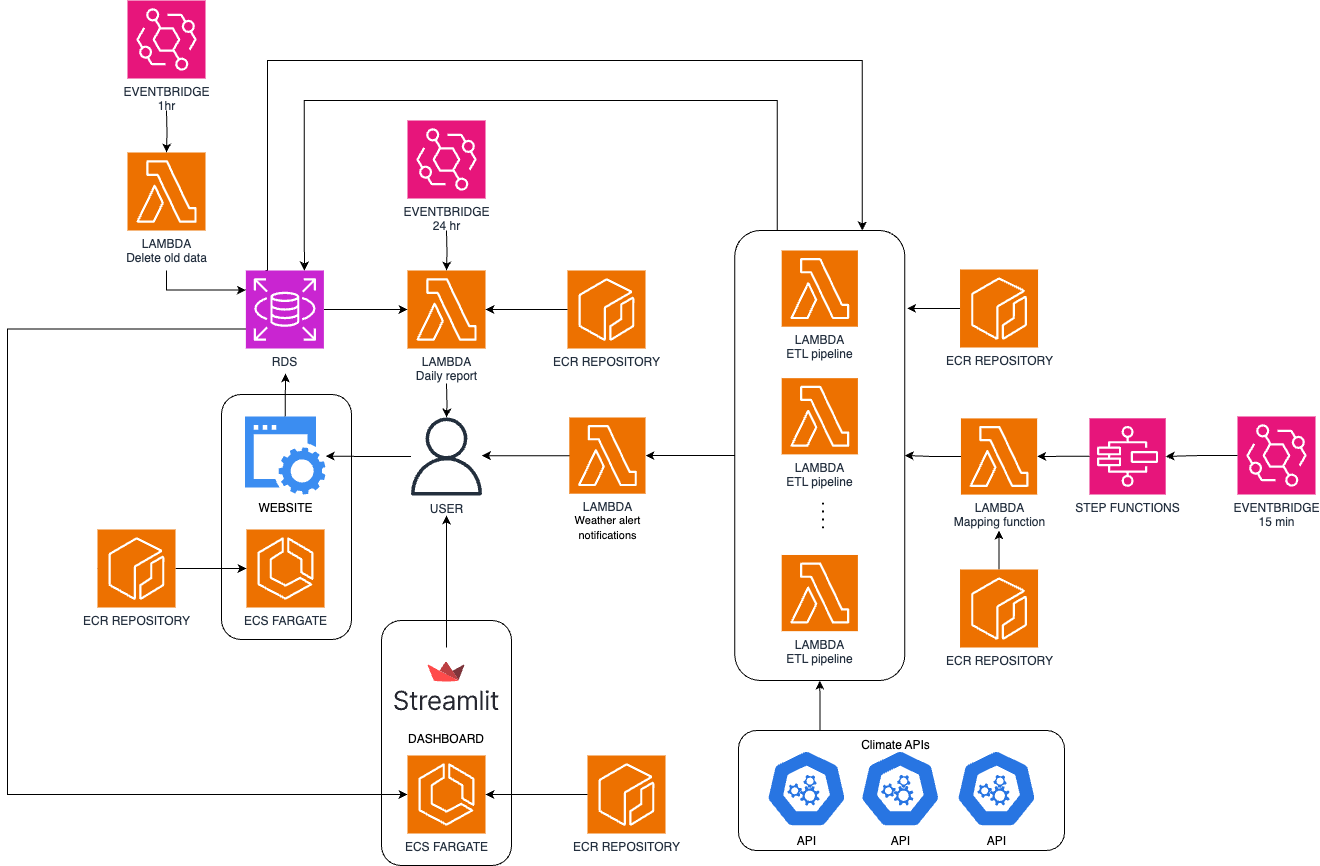 EVENTBRIDGE
1hr
LAMBDA
Delete old data
EVENTBRIDGE
24 hr
RDS
LAMBDA
Daily report
ECR REPOSITORY
LAMBDA
ETL pipeline
ECR REPOSITORY
LAMBDA
ETL pipeline
WEBSITE
USER
LAMBDA
Weather alert
notifications
LAMBDA
Mapping function
STEP FUNCTIONS
EVENTBRIDGE
15 min
ECR REPOSITORY
ECS FARGATE
LAMBDA
ETL pipeline
ECR REPOSITORY
Streamlit
DASHBOARD
ECS FARGATE
ECR REPOSITORY
Climate APIs
API
API
API